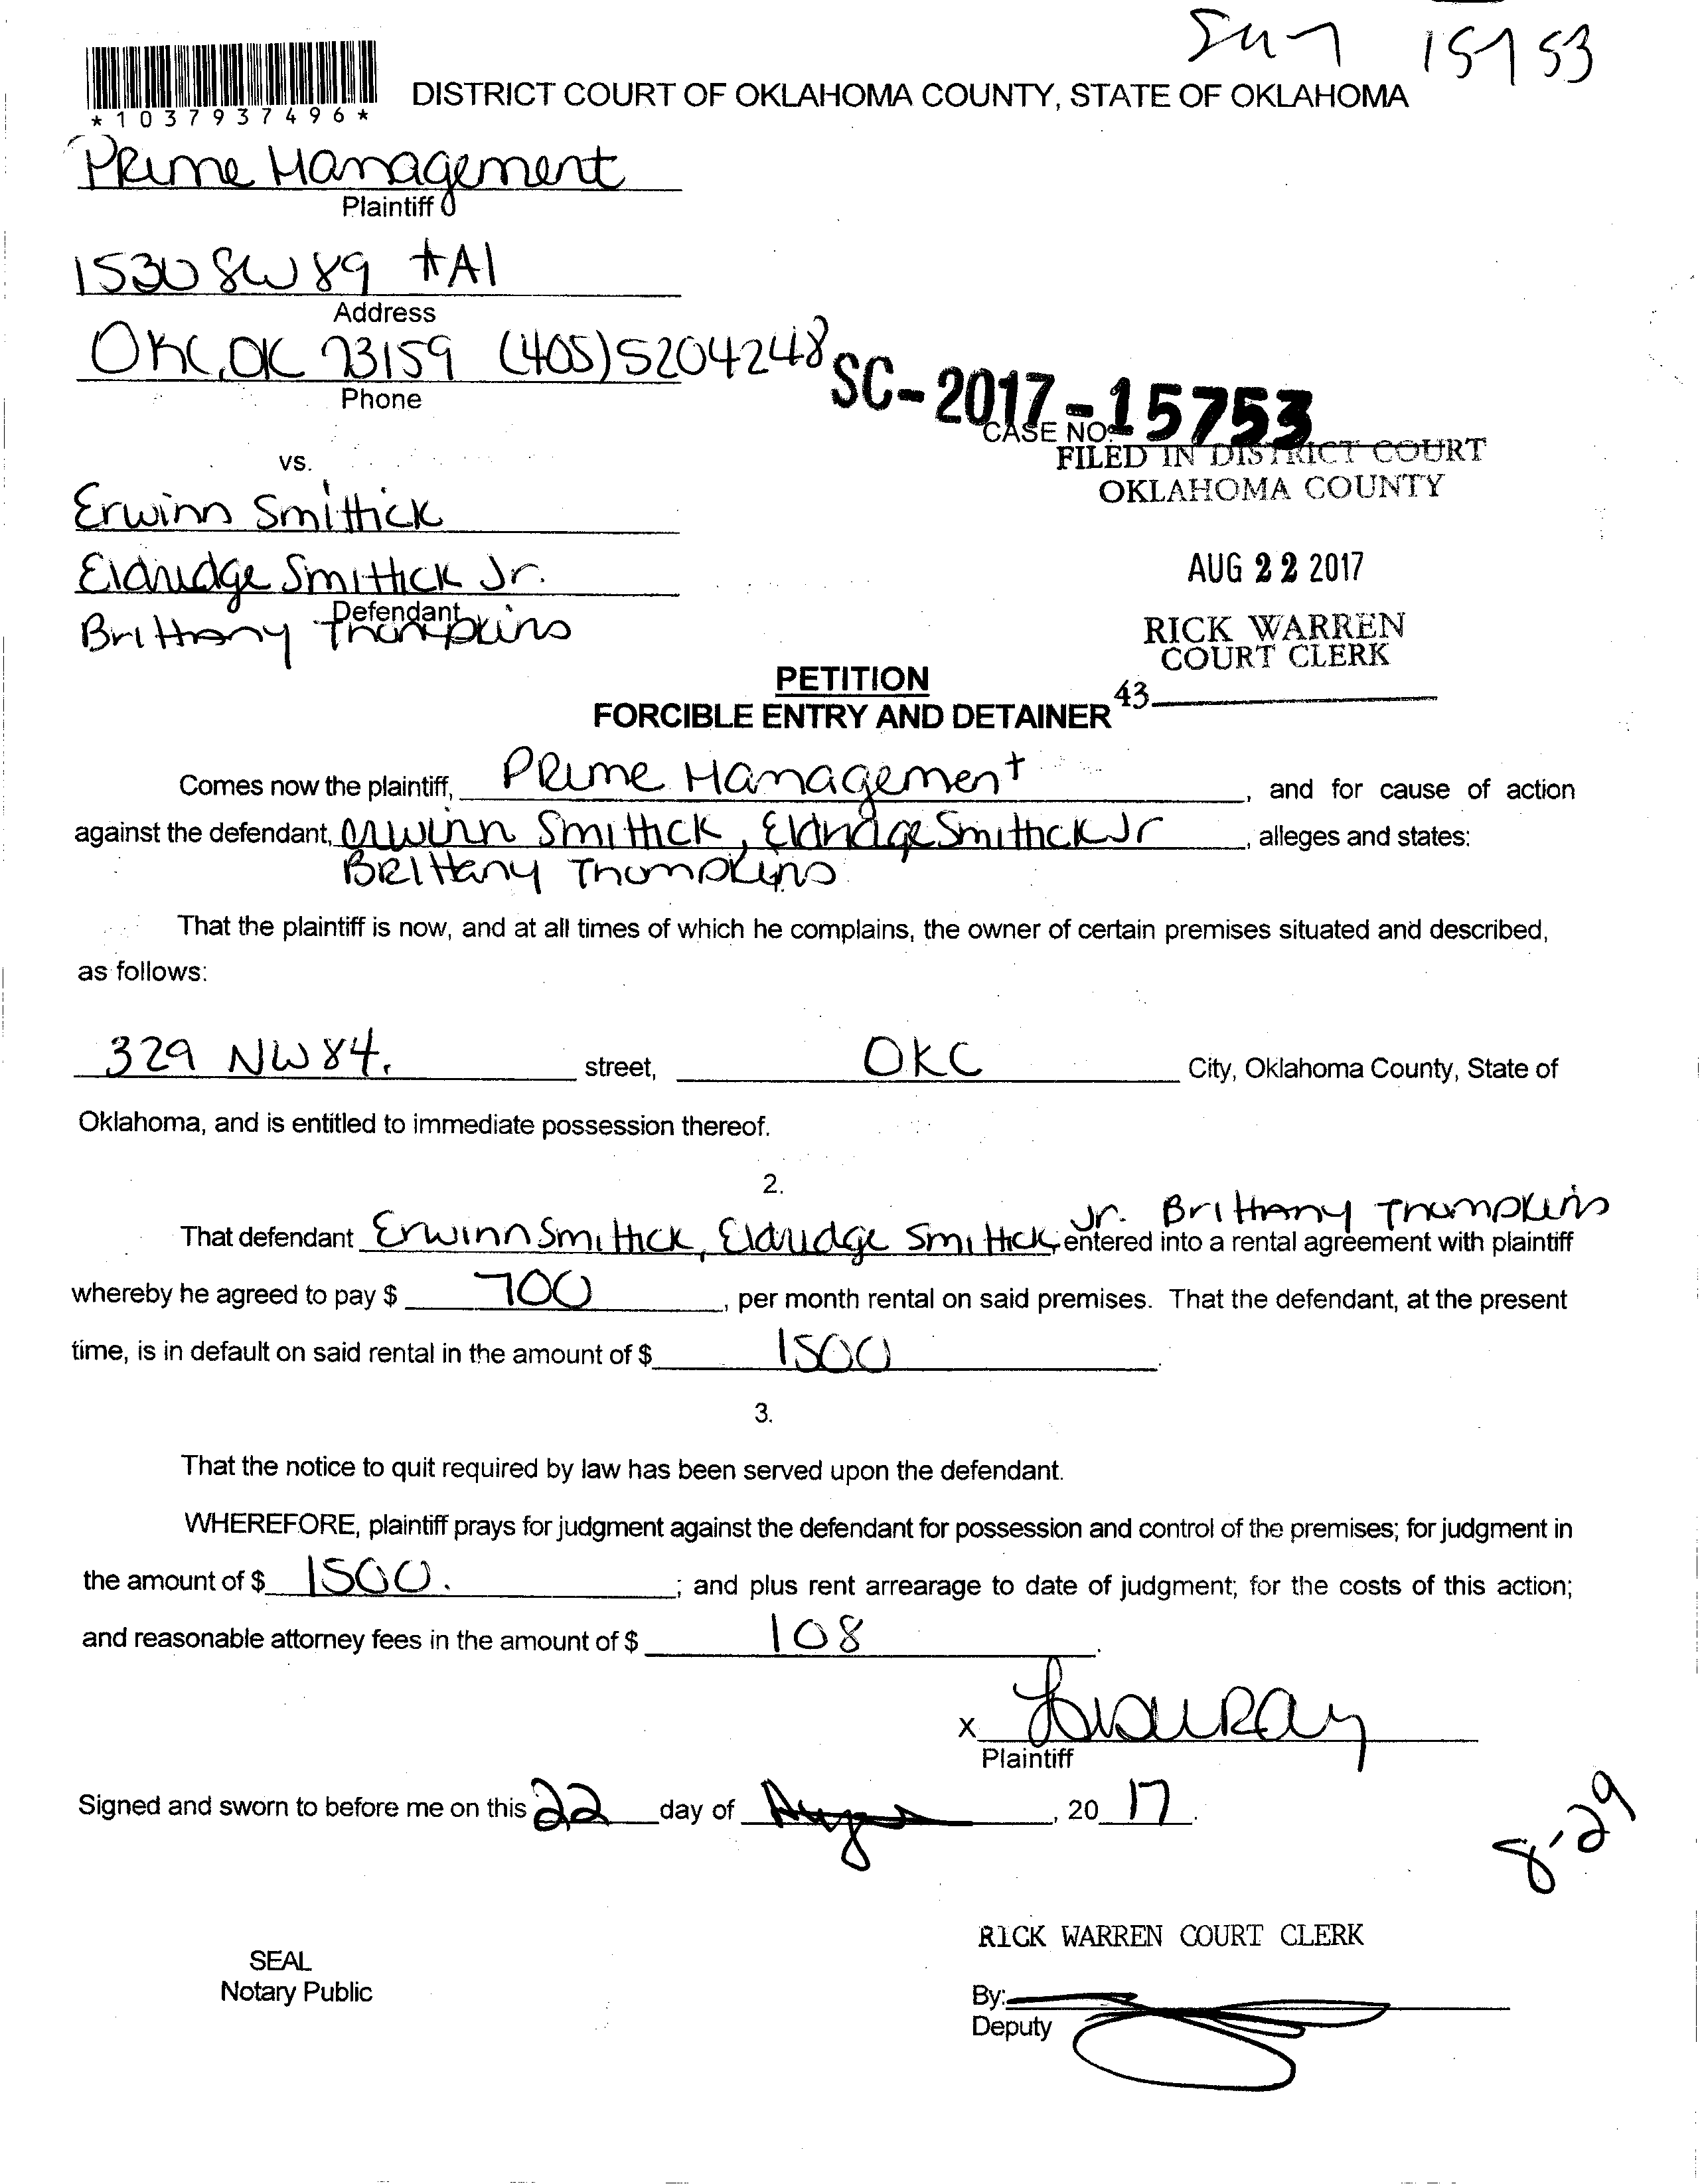 15753
*1037937496*
DISTRICT COURT OF OKLAHOMA COUNTY, STATE OF OKLAHOMA
Prime Management
Plaintiff
1530 SW 89 #A1
Address
OKC, OK 73159 (405)5204248
Phone
SC-2017-15753
CASE NO.
FILED IN DISTRICT COURT
OKLAHOMA COUNTY
vs.
Erwinn Smithick
Eldridge Smithick Jr.
AUG 22 2017
Defendant
Brittany Thompkins
RICK WARREN
COURT CLERK
PETITION
43
FORCIBLE ENTRY AND DETAINER
Comes now the plaintiff, Prime Management, and for cause of action
against the defendant, Smithick, Eldridge Smithick Jr, alleges and states:
Brittany Thompkins
That the plaintiff is now, and at all times of which he complains, the owner of certain premises situated and described,
as follows:
329 NW 84. street, OKC City, Oklahoma County, State of
Oklahoma, and is entitled to immediate possession thereof.
2.
Jr. Brittany Thompkins
That defendant Erwinn Smithick, Eldridge Smithick, entered into a rental agreement with plaintiff
whereby he agreed to pay $ 700, per month rental on said premises. That the defendant, at the present
time, is in default on said rental in the amount of $ 1500.
3.
That the notice to quit required by law has been served upon the defendant.
WHEREFORE, plaintiff prays for judgment against the defendant for possession and control of the premises; for judgment in
the amount of $ 1500. ; and plus rent arrearage to date of judgment; for the costs of this action;
and reasonable attorney fees in the amount of $ 108.
X
Plaintiff
Signed and sworn to before me on this 22 day of Aug, 20 17.
8-29
RICK WARREN COURT CLERK
SEAL
Notary Public
By:
Deputy